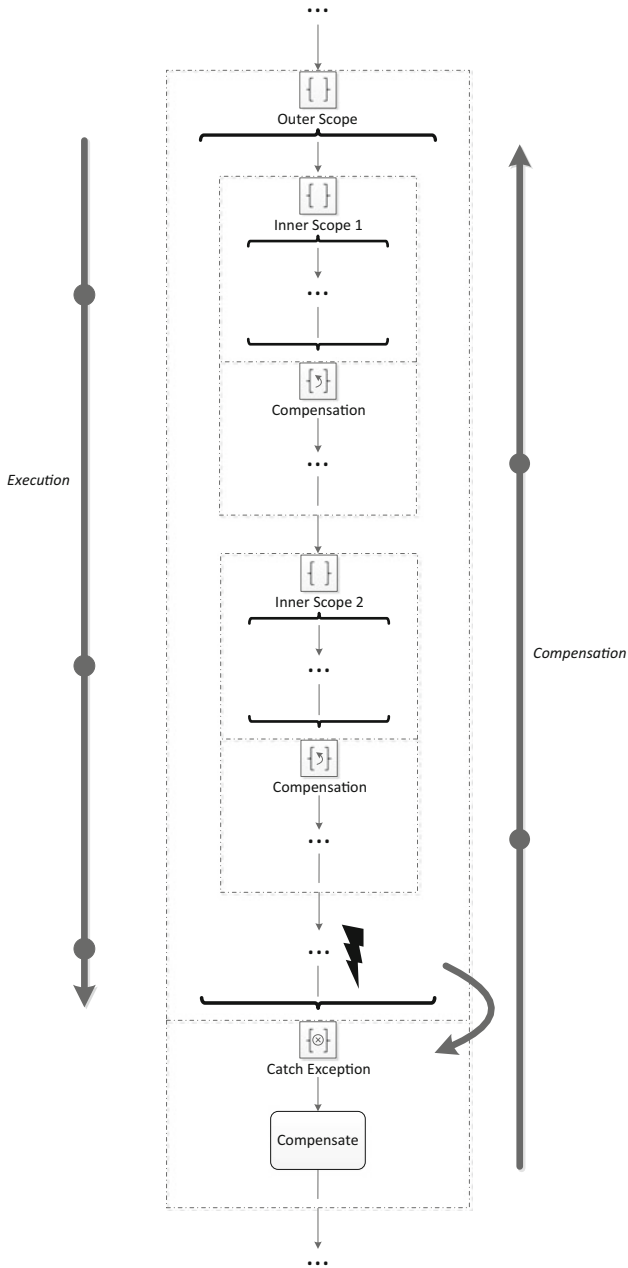 ...
Outer Scope
Inner Scope 1
...
Compensation
...
Execution
Inner Scope 2
Compensation
...
Compensation
...
...
Catch Exception
Compensate
...